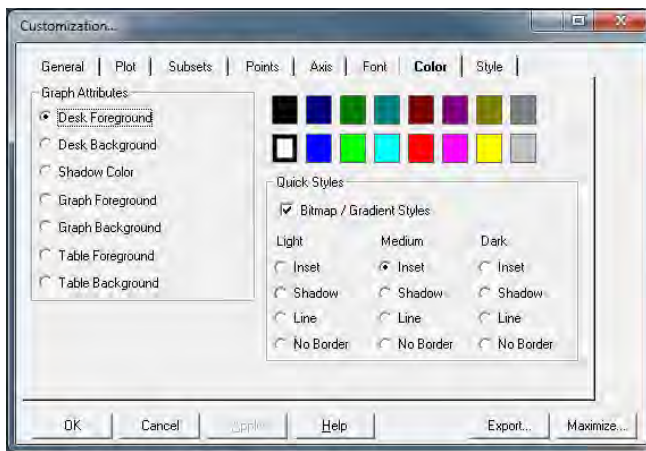 Customization...
General | Plot | Subsets | Points | Axis | Font | Color | Style |
Graph Attributes
Desk Foreground
Desk Background
Shadow Color
Graph Foreground
Graph Background
Table Foreground
Table Background
Quick Styles
Bitmap / Gradient Styles
Light Medium Dark
Inset Inset Inset
Shadow Shadow Shadow
Line Line Line
No Border No Border No Border
OK Cancel Apply Help Export... Maximize...